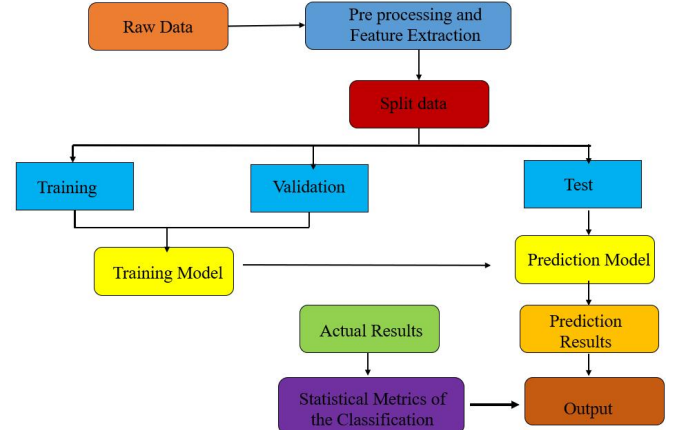 Raw Data
Pre processing and
Feature Extraction
Split data
Training
Validation
Test
Training Model
Prediction Model
Actual Results
Prediction
Results
Statistical Metrics of
the Classification
Output